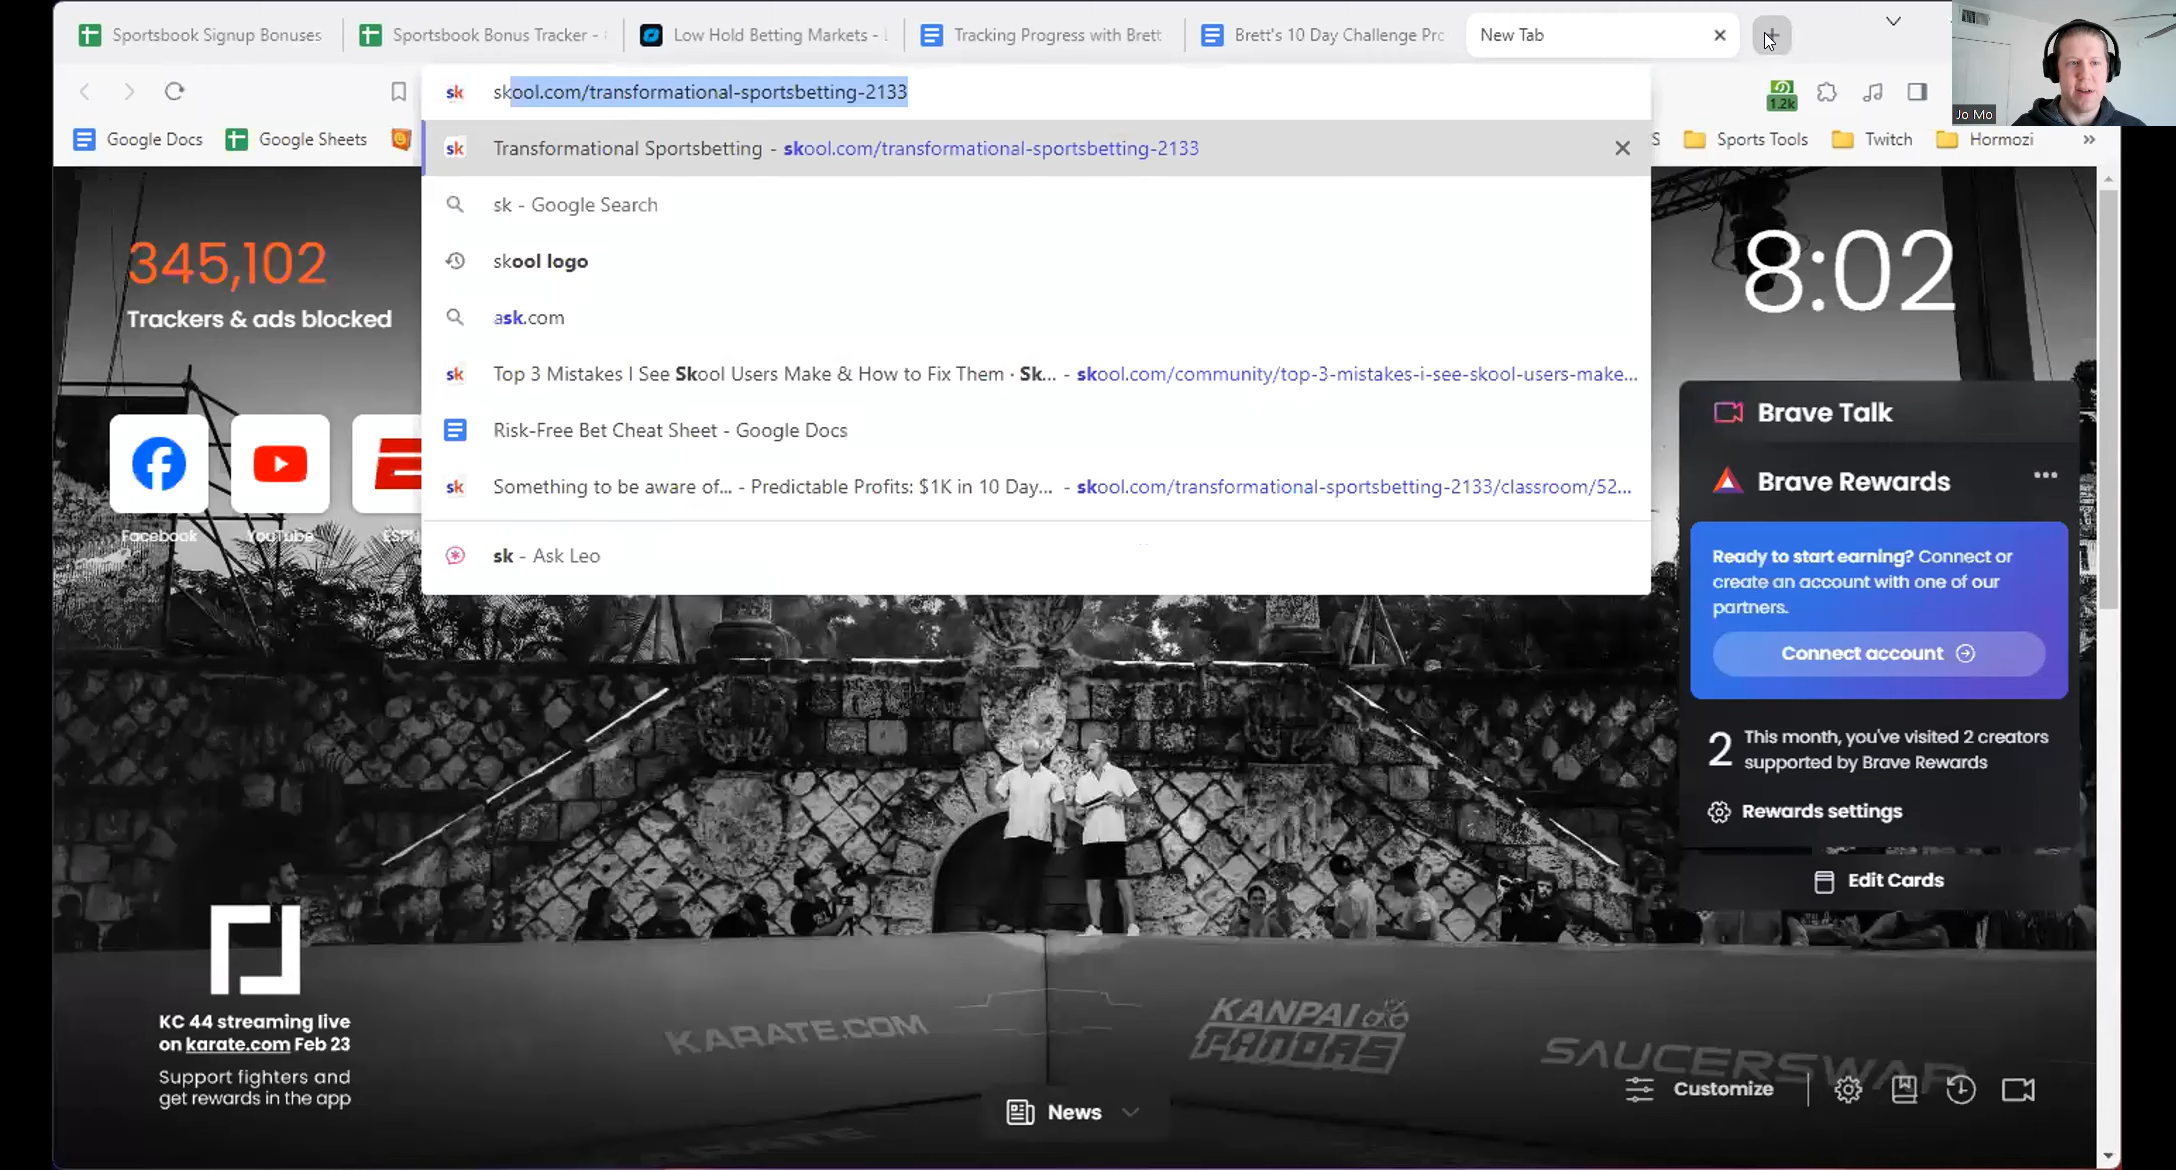 Sportsbook Signup Bonuses
Sportsbook Bonus Tracker -
Low Hold Betting Markets -
Tracking Progress with Brett
Brett's 10 Day Challenge Pro
New Tab
skool.com/transformational-sportsbetting-2133
1.2k
Jo Mo
Google Docs
Google Sheets
Sports Tools
Twitch
Hormozi
Transformational Sportsbetting - skool.com/transformational-sportsbetting-2133
sk - Google Search
skool logo
ask.com
Top 3 Mistakes I See Skool Users Make & How to Fix Them · Sk... - skool.com/community/top-3-mistakes-i-see-skool-users-make...
Risk-Free Bet Cheat Sheet - Google Docs
Something to be aware of... - Predictable Profits: $1K in 10 Day... - skool.com/transformational-sportsbetting-2133/classroom/52...
sk - Ask Leo
345,102
Trackers & ads blocked
8:02
Facebook
YouTube
ESPN
Brave Talk
Brave Rewards
Ready to start earning? Connect or
create an account with one of our
partners.
Connect account
2
This month, you've visited 2 creators
supported by Brave Rewards
Rewards settings
Edit Cards
KC 44 streaming live
on karate.com Feb 23
Support fighters and
get rewards in the app
KARATE.COM
KANPAI
PANDAS
SAUCERSWAP
News
Customize
KARATE